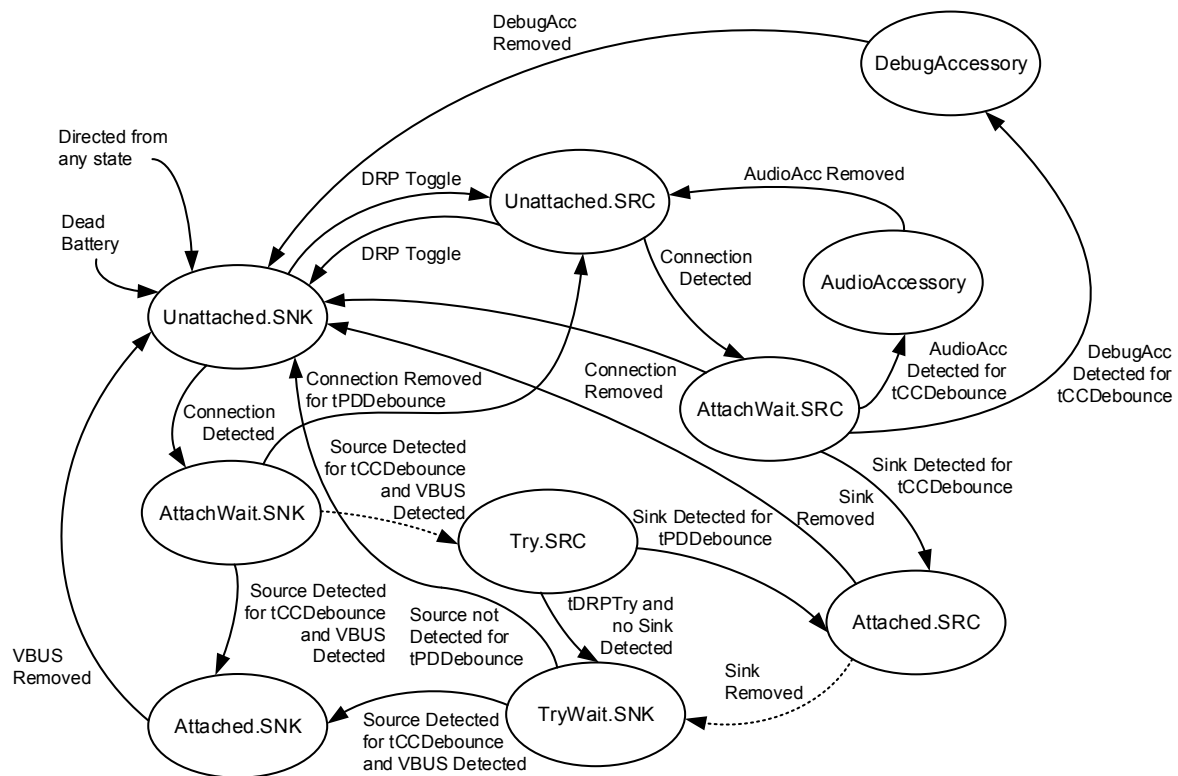 DebugAcc
Removed
DebugAccessory
Directed from
any state
DRP Toggle
Unattached.SRC
AudioAcc Removed
Dead
Battery
DRP Toggle
Connection
Detected
AudioAccessory
Unattached.SNK
Connection Removed
for tPDDebounce
Connection
Removed
AudioAcc
Detected for
tCCDebounce
DebugAcc
Detected for
tCCDebounce
Connection
Detected
AttachWait.SRC
Source Detected
for tCCDebounce
and VBUS
Detected
Sink Detected for
tCCDebounce
AttachWait.SNK
Try.SRC
Sink Detected for
tPDDebounce
Sink
Removed
Source Detected
for tCCDebounce
and VBUS
Detected
Source not
Detected for
tPDDebounce
tDRPTry and
no Sink
Detected
Attached.SRC
VBUS
Removed
Sink
Removed
Attached.SNK
TryWait.SNK
Source Detected
for tCCDebounce
and VBUS Detected